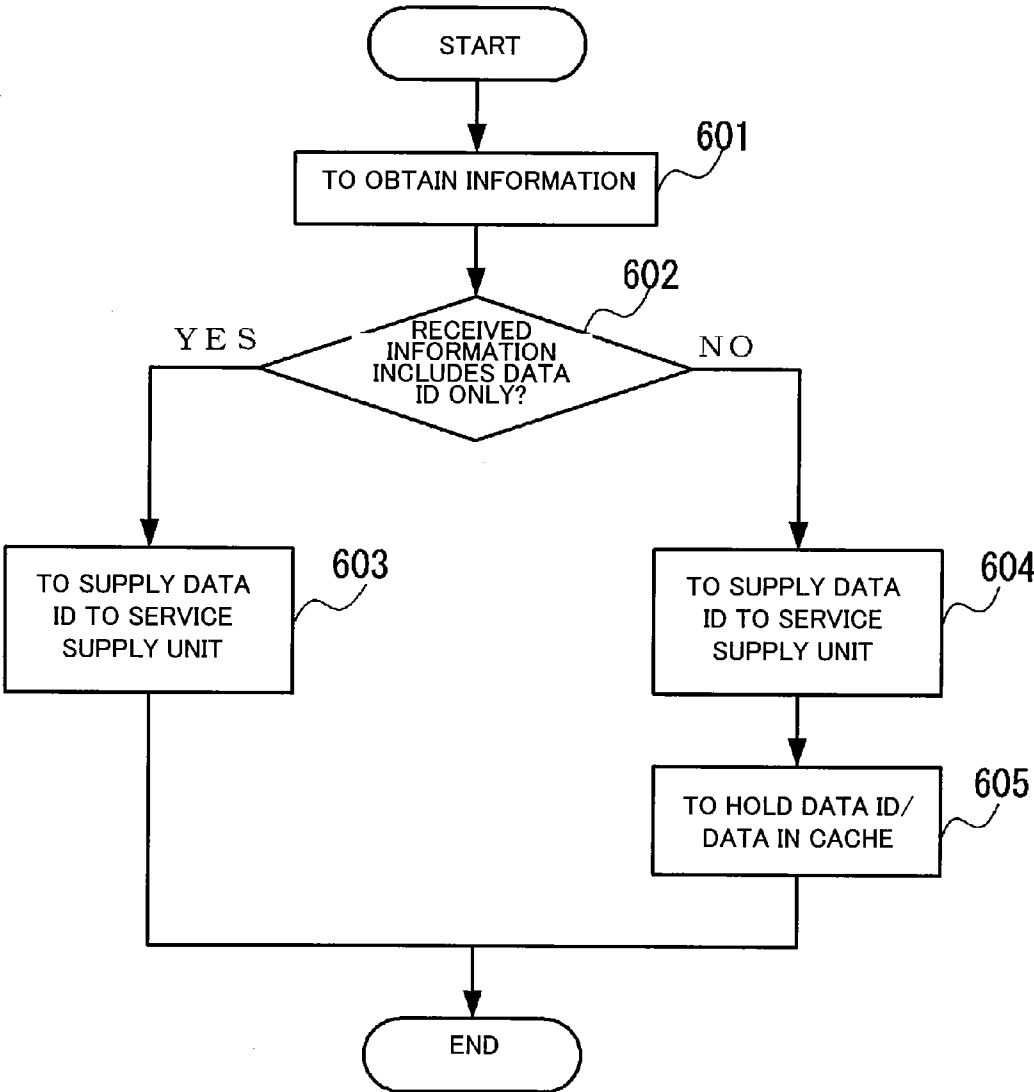 START
601
TO OBTAIN INFORMATION
602
YES
RECEIVED
INFORMATION
INCLUDES DATA
ID ONLY?
NO
603
TO SUPPLY DATA
ID TO SERVICE
SUPPLY UNIT
604
TO SUPPLY DATA
ID TO SERVICE
SUPPLY UNIT
605
TO HOLD DATA ID/
DATA IN CACHE
END